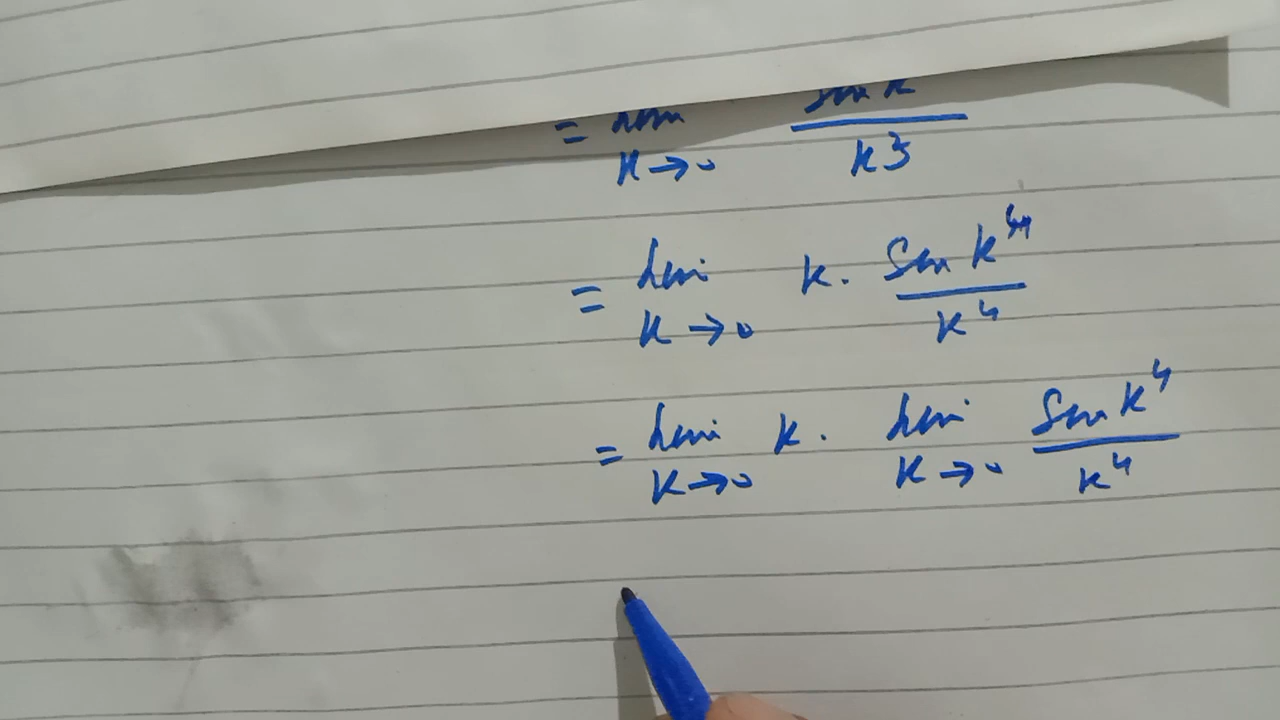 = lim k→0 sin k / k³
= lim k→0 k. sin k⁴ / k⁴
= lim k→0 k. lim k→0 sin k⁴ / k⁴